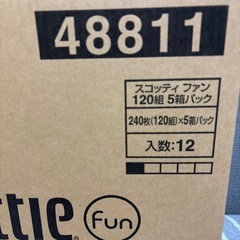 48811
スコッティ ファン
120組 5箱パック
240枚(120組)×5箱パック
入数:12
ttie Fun